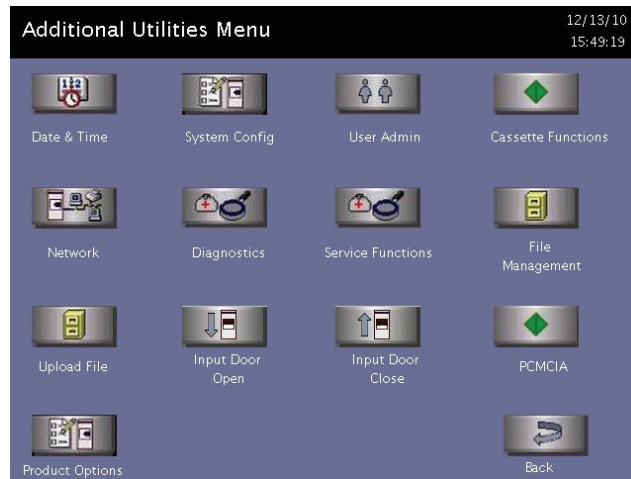 Additional Utilities Menu
12/13/10
15:49:19
Date & Time
System Config
User Admin
Cassette Functions
Network
Diagnostics
Service Functions
File
Management
Upload File
Input Door
Open
Input Door
Close
PCMCIA
Product Options
Back